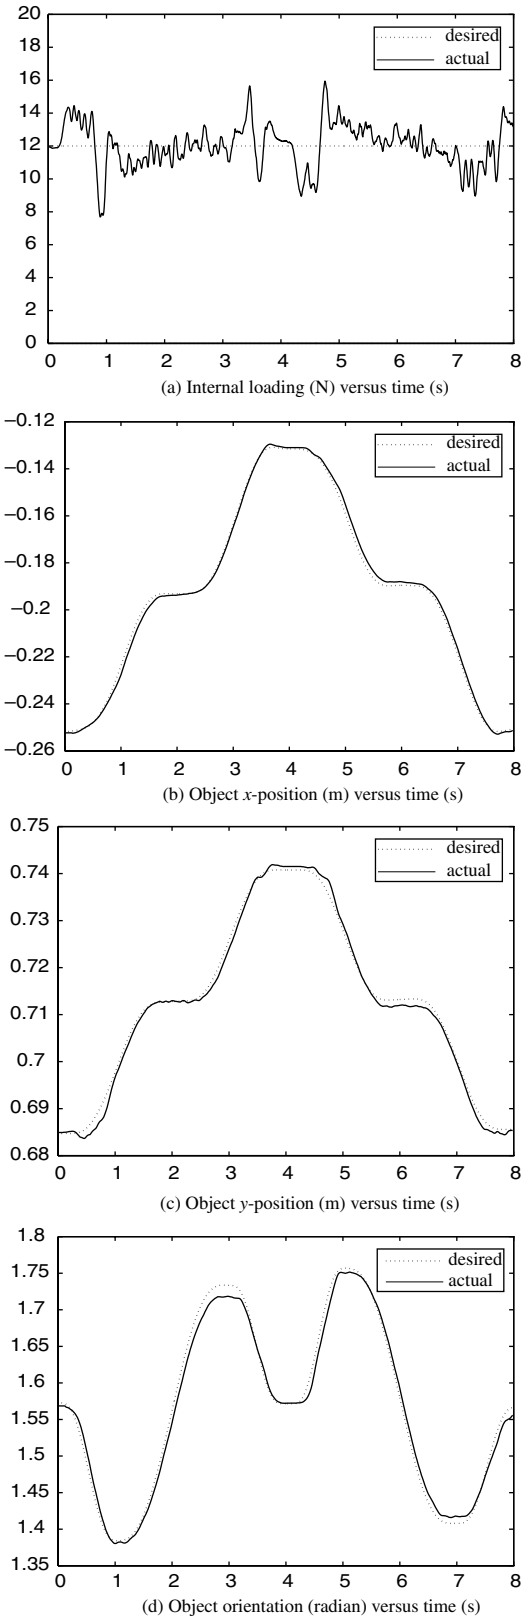 20
18
16
14
12
10
8
6
4
2
0
desired
actual
0 1 2 3 4 5 6 7 8
(a) Internal loading (N) versus time (s)
−0.12
−0.14
−0.16
−0.18
−0.2
−0.22
−0.24
−0.26
desired
actual
0 1 2 3 4 5 6 7 8
(b) Object x-position (m) versus time (s)
0.75
0.74
0.73
0.72
0.71
0.7
0.69
0.68
desired
actual
0 1 2 3 4 5 6 7 8
(c) Object y-position (m) versus time (s)
1.8
1.75
1.7
1.65
1.6
1.55
1.5
1.45
1.4
1.35
desired
actual
0 1 2 3 4 5 6 7 8
(d) Object orientation (radian) versus time (s)